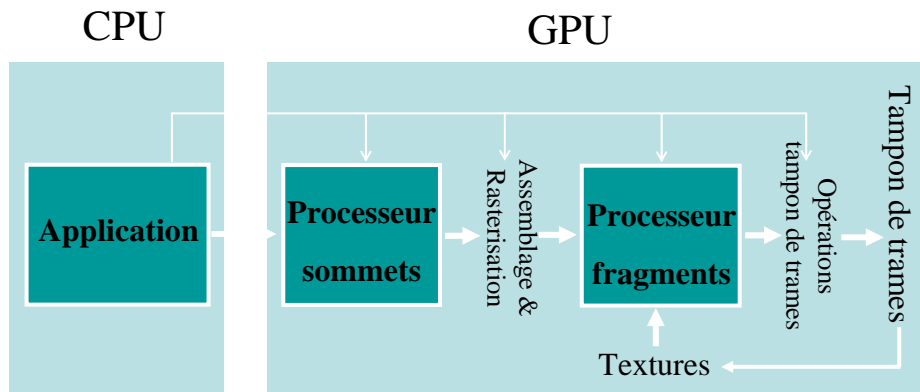 CPU
GPU
Application
Processeur
sommets
Assemblage &
Rasterisation
Processeur
fragments
Opérations
tampon de trames
Tampon de trames
Textures